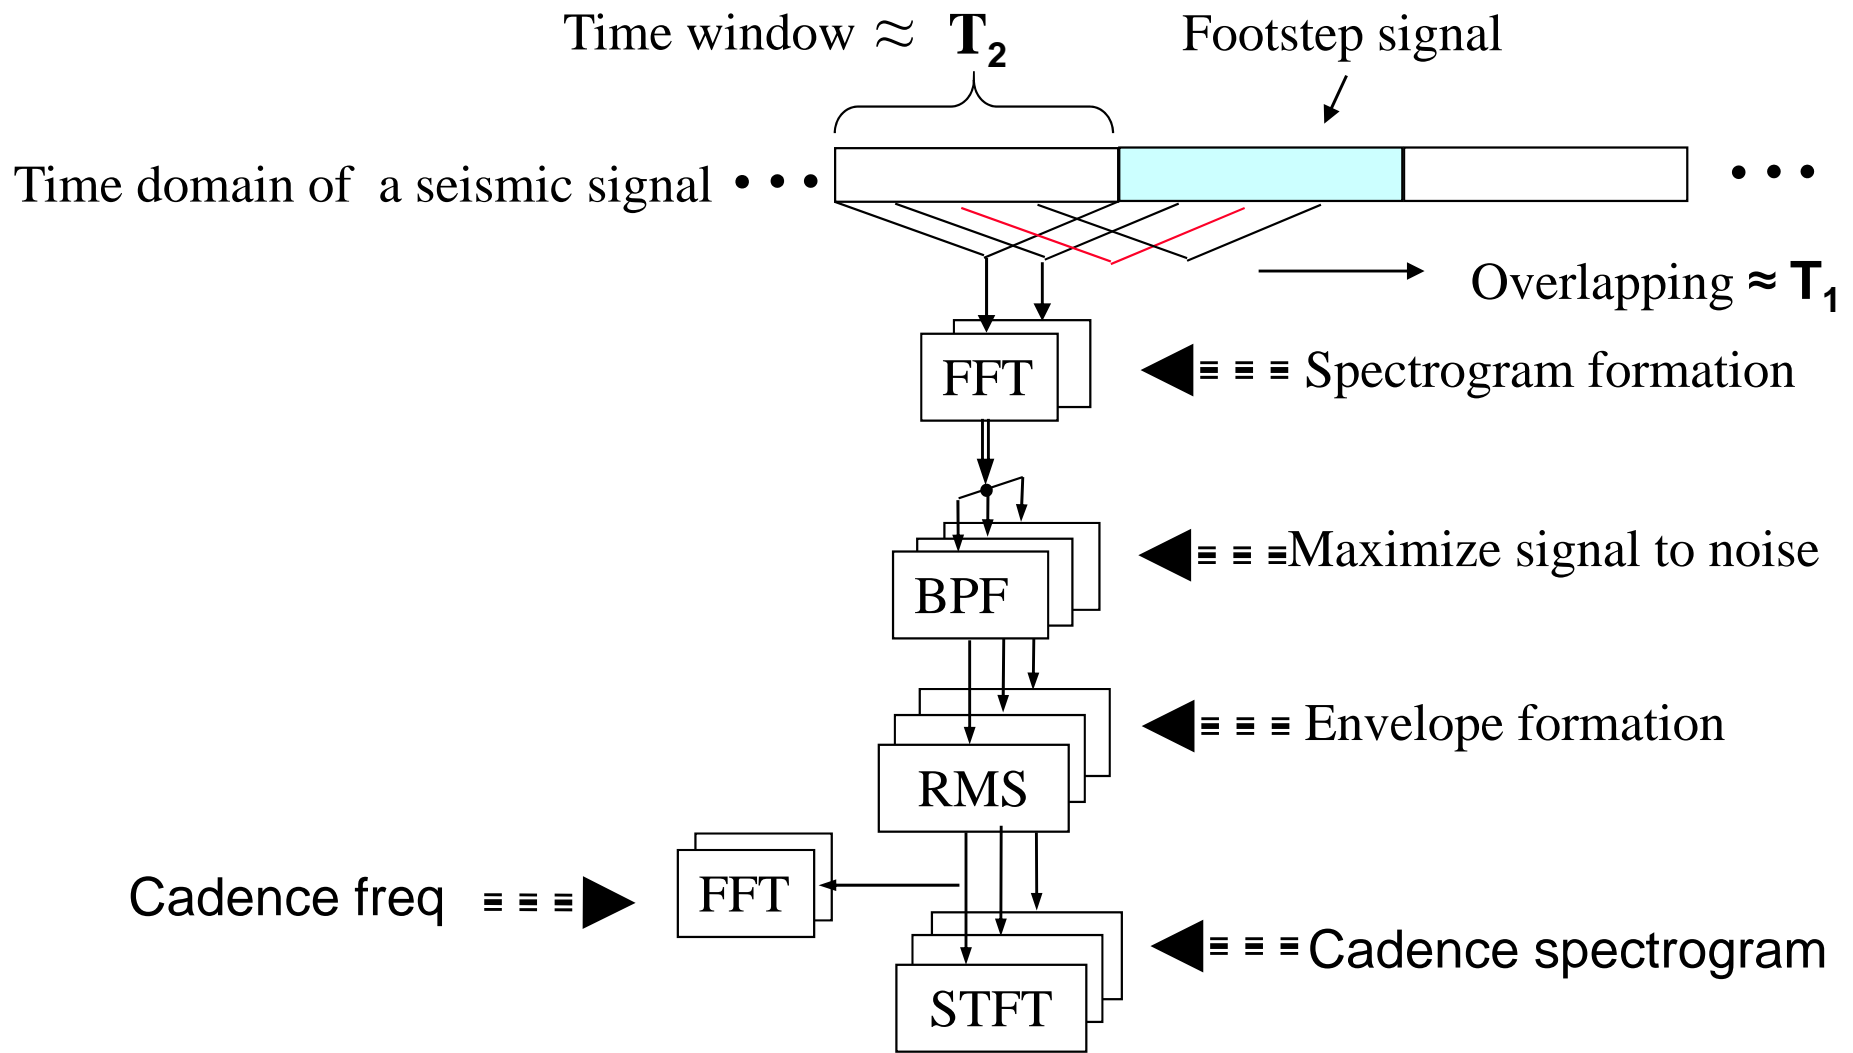 Time window ≈ T2
Footstep signal
Time domain of a seismic signal • • •
• • •
Overlapping ≈ T1
FFT
Spectrogram formation
BPF
Maximize signal to noise
Envelope formation
RMS
Cadence freq
FFT
Cadence spectrogram
STFT